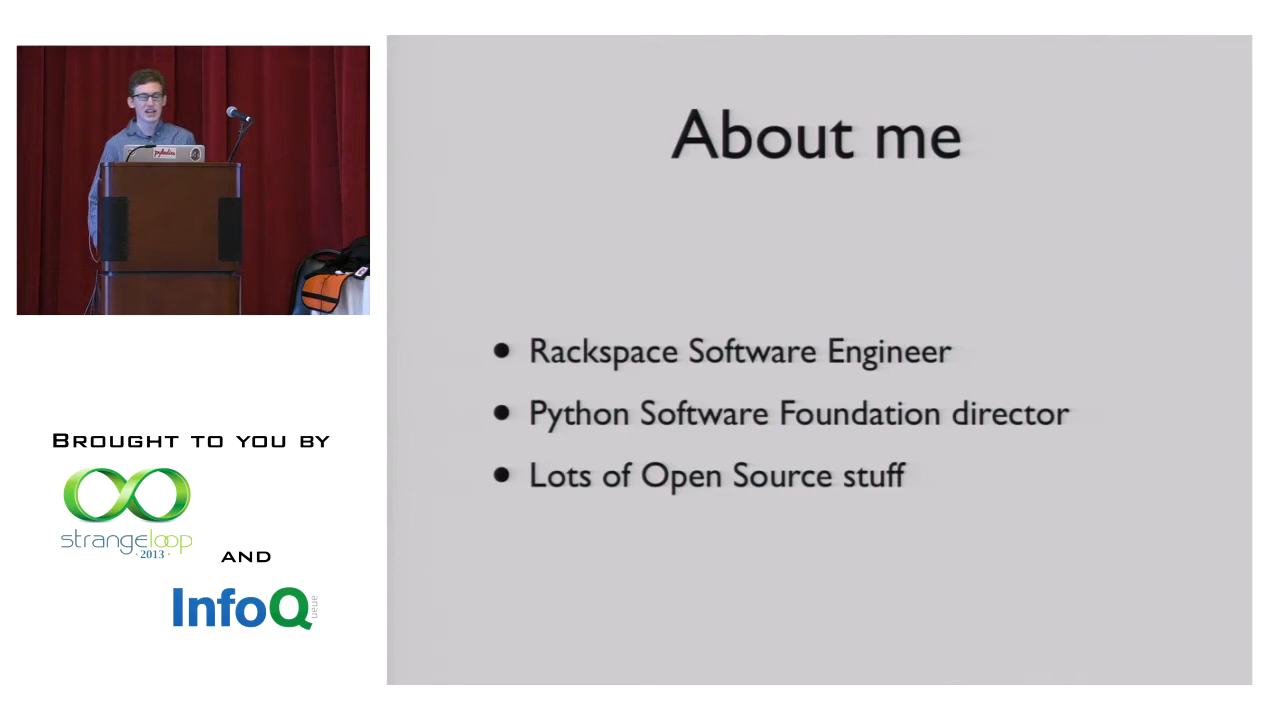 About me
• Rackspace Software Engineer
• Python Software Foundation director
• Lots of Open Source stuff
BROUGHT TO YOU BY
strangeloop
· 2013 ·
AND
InfoQ
queue